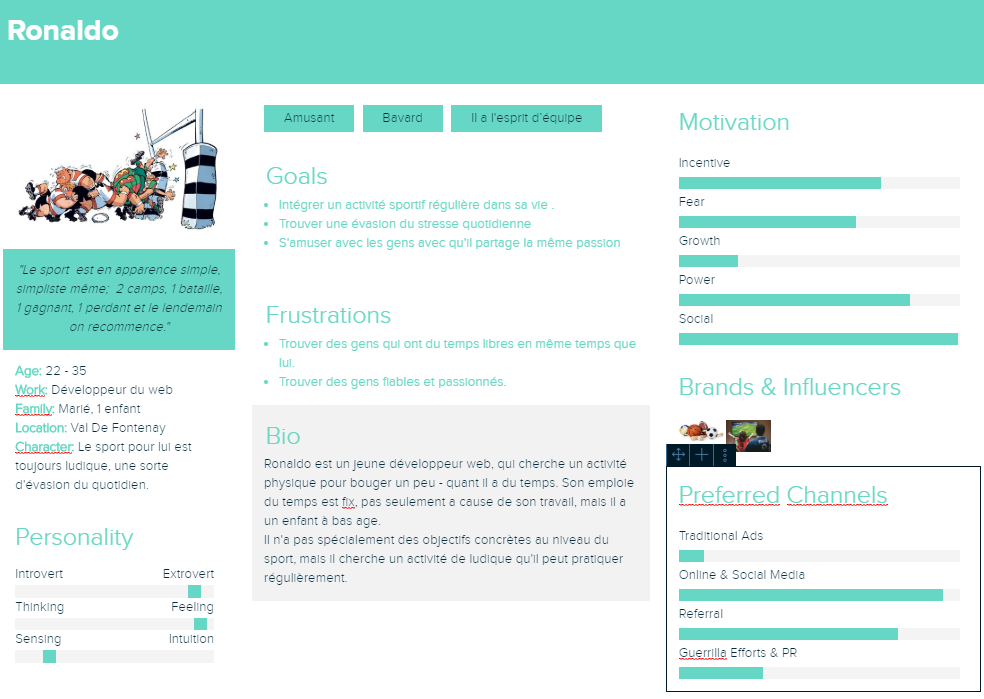 Ronaldo
"Le sport est en apparence simple,
simpliste même; 2 camps, 1 bataille,
1 gagnant, 1 perdant et le lendemain
on recommence."
Age: 22 - 35
Work: Développeur du web
Family: Marié, 1 enfant
Location: Val De Fontenay
Character: Le sport pour lui est
toujours ludique, une sorte
d'évasion du quotidien.
Personality
Introvert Extrovert
Thinking Feeling
Sensing Intuition
Amusant Bavard Il a l'esprit d'équipe
Goals
Intégrer un activité sportif régulière dans sa vie .
Trouver une évasion du stresse quotidienne
S'amuser avec les gens avec qu'il partage la même passion
Frustrations
Trouver des gens qui ont du temps libres en même temps que
lui.
Trouver des gens fiables et passionnés.
Bio
Ronaldo est un jeune développeur web, qui cherche un activité
physique pour bouger un peu - quant il a du temps. Son emploie
du temps est fix, pas seulement a cause de son travail, mais il a
un enfant à bas age.
Il n'a pas spécialement des objectifs concrètes au niveau du
sport, mais il cherche un activité de ludique qu'il peut pratiquer
régulièrement.
Motivation
Incentive
Fear
Growth
Power
Social
Brands & Influencers
Preferred Channels
Traditional Ads
Online & Social Media
Referral
Guerrilla Efforts & PR